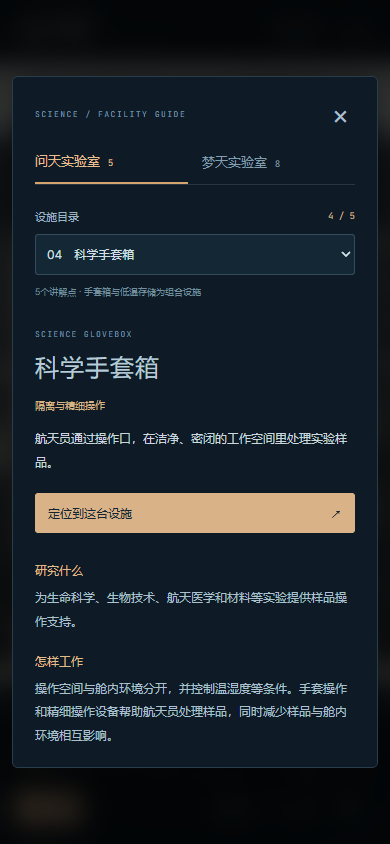 SCIENCE / FACILITY GUIDE
×
问天实验室 5 梦天实验室 8
设施目录 4 / 5
04 科学手套箱
5个讲解点 · 手套箱与低温存储为组合设施
SCIENCE GLOVEBOX
科学手套箱
隔离与精细操作
航天员通过操作口，在洁净、密闭的工作空间里处理实验样
品。
定位到这台设施 ↗
研究什么
为生命科学、生物技术、航天医学和材料等实验提供样品操
作支持。
怎样工作
操作空间与舱内环境分开，并控制温湿度等条件。手套操作
和精细操作设备帮助航天员处理样品，同时减少样品与舱内
环境相互影响。